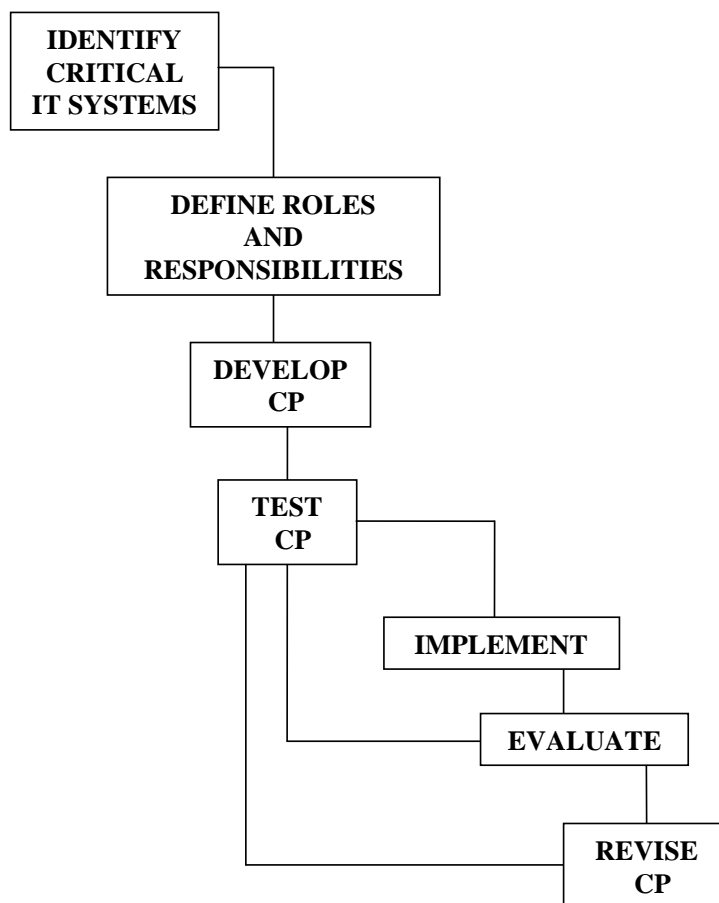 IDENTIFY
CRITICAL
IT SYSTEMS
DEFINE ROLES
AND
RESPONSIBILITIES
DEVELOP
CP
TEST
CP
IMPLEMENT
EVALUATE
REVISE
CP